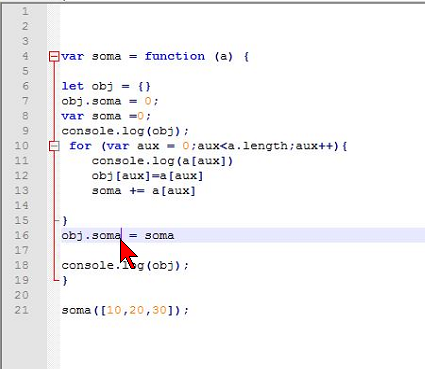 1
2
3
4 var soma = function (a) {
5
6 let obj = {}
7 obj.soma = 0;
8 var soma =0;
9 console.log(obj);
10 for (var aux = 0;aux<a.length;aux++){
11 console.log(a[aux])
12 obj[aux]=a[aux]
13 soma += a[aux]
14
15 }
16 obj.soma = soma
17
18 console.log(obj);
19 }
20
21 soma([10,20,30]);